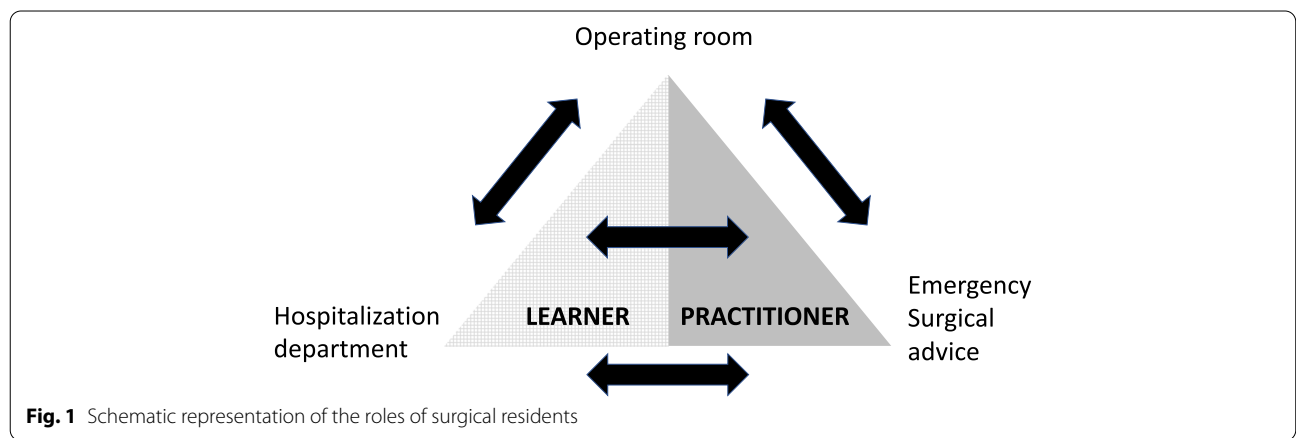 Operating room
Hospitalization
department
LEARNER
PRACTITIONER
Emergency
Surgical
advice
Fig. 1 Schematic representation of the roles of surgical residents